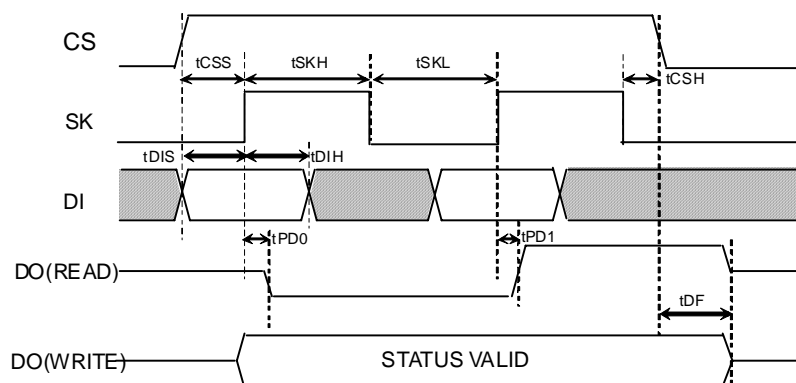 CS
tCSS
tSKH
tSKL
tCSH
SK
tDIS
tDIH
DI
tPD0
tPD1
DO(READ)
tDF
DO(WRITE)
STATUS VALID